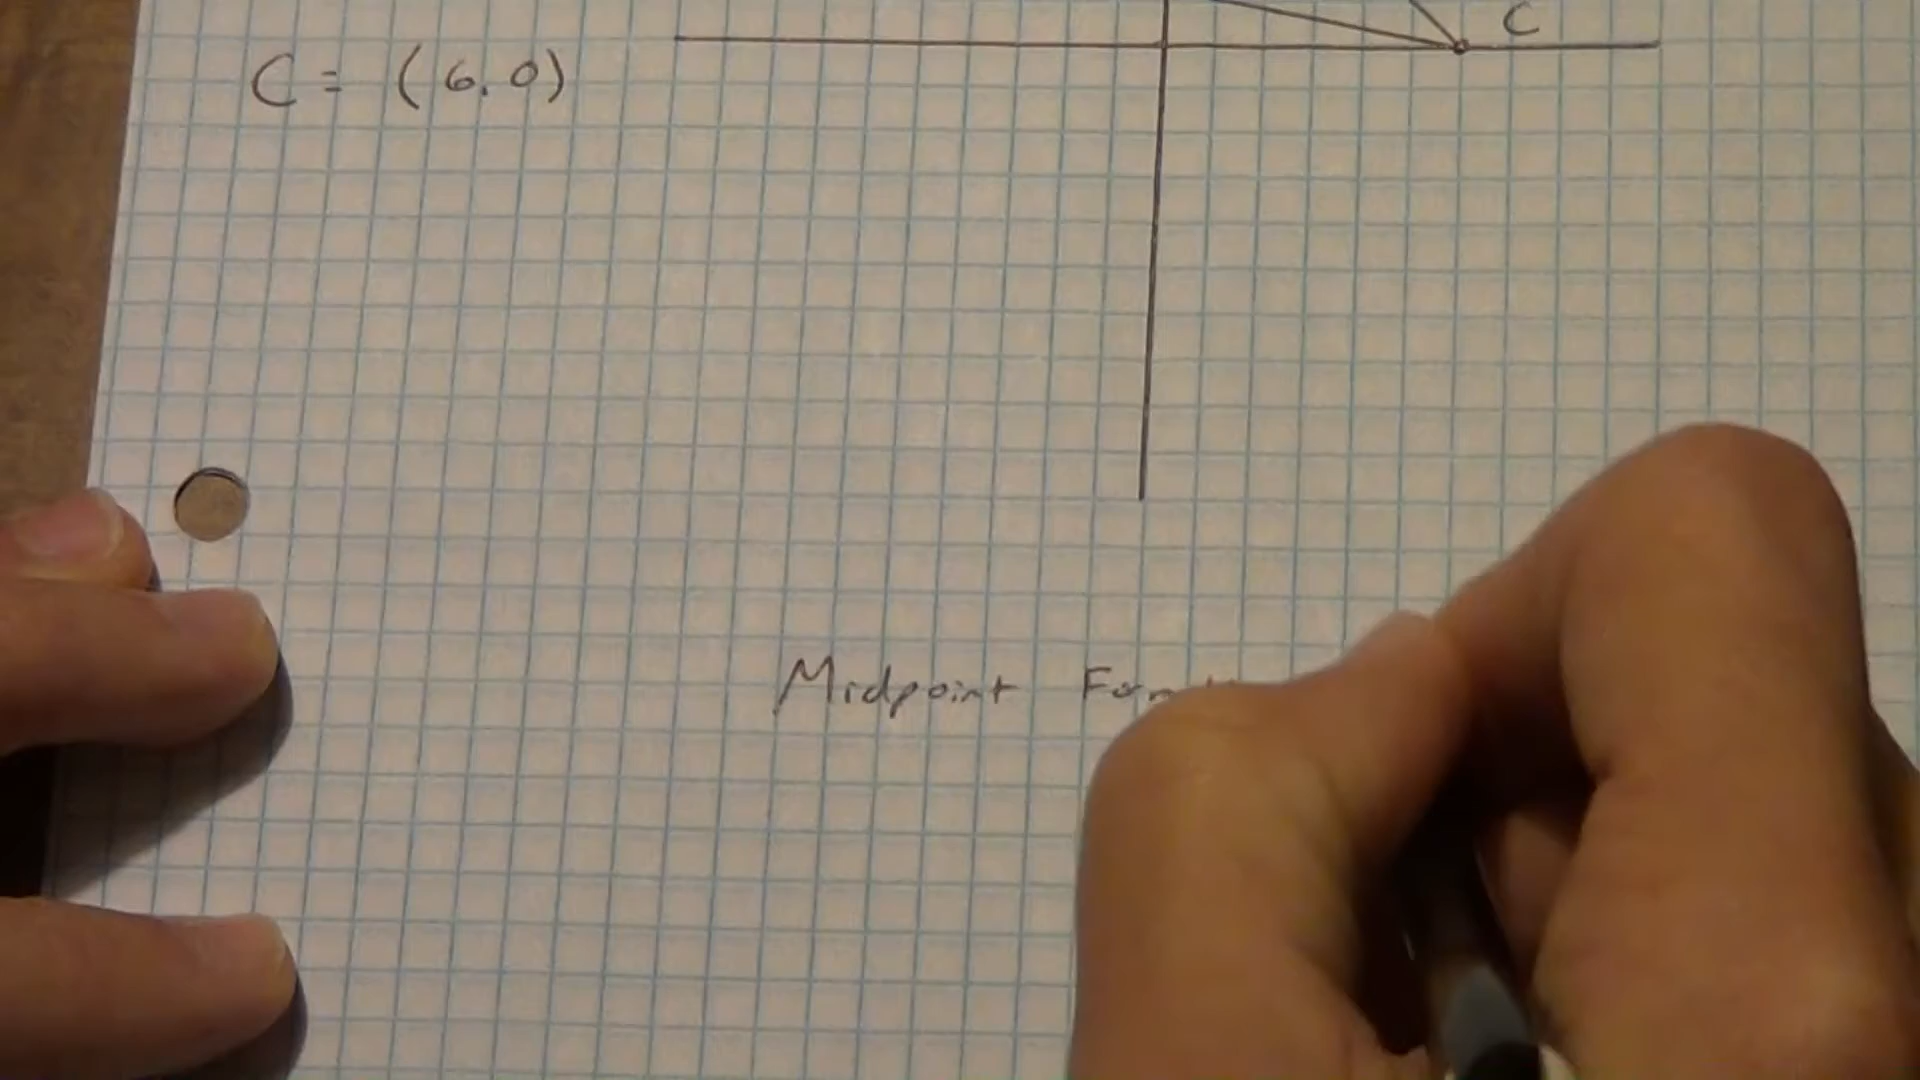 C
C = (6,0)
Midpoint